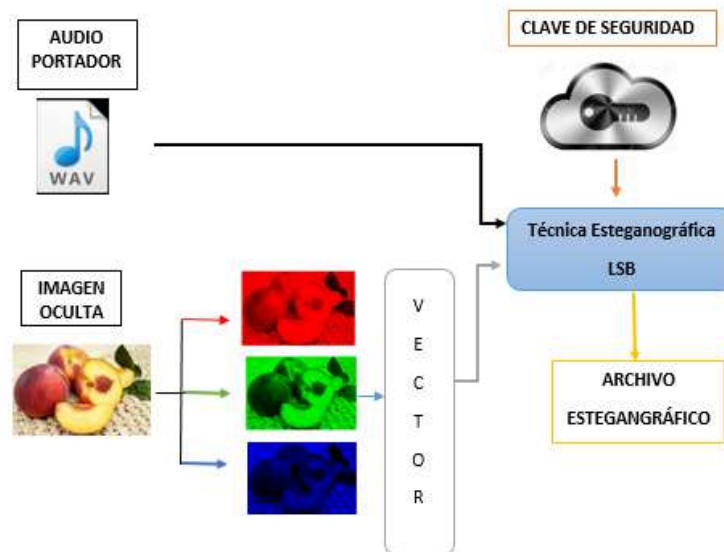 AUDIO
PORTADOR
WAV
CLAVE DE SEGURIDAD
Técnica Esteganográfica
LSB
IMAGEN
OCULTA
V
E
C
T
O
R
ARCHIVO
ESTEGANGRÁFICO